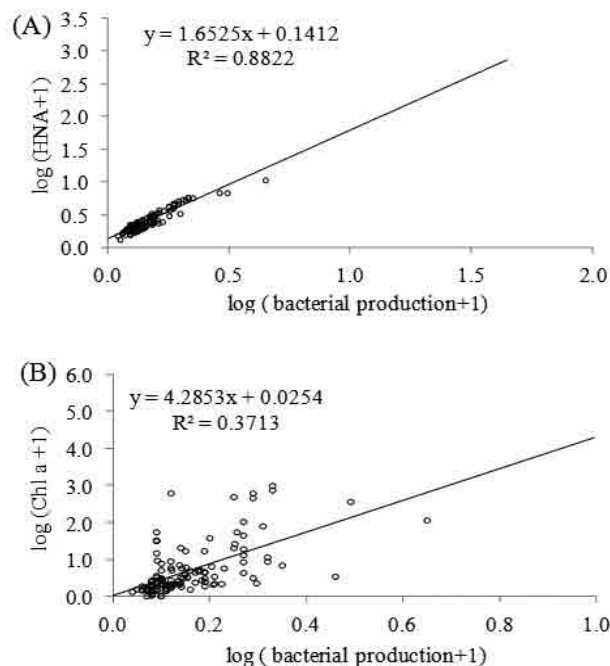 (A)
y = 1.6525x + 0.1412
R² = 0.8822
log (HNA+1)
3.5
3.0
2.5
2.0
1.5
1.0
0.5
0.0
0.0 0.5 1.0 1.5 2.0
log ( bacterial production+1)
(B)
y = 4.2853x + 0.0254
R² = 0.3713
log (Chl a +1)
6.0
5.0
4.0
3.0
2.0
1.0
0.0
0.0 0.2 0.4 0.6 0.8 1.0
log ( bacterial production+1)